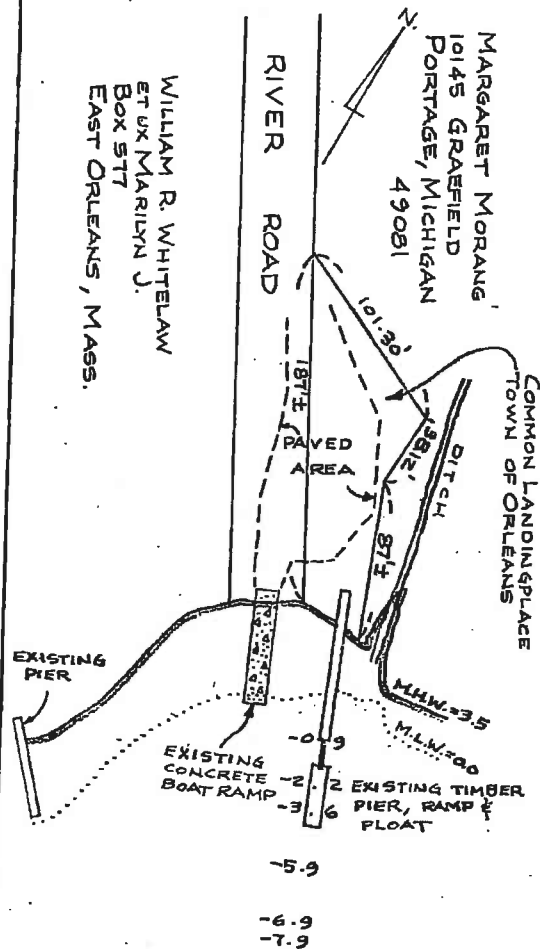 N.
MARGARET MORANG
10145 GRAEFIELD
PORTAGE, MICHIGAN
49081
RIVER ROAD
WILLIAM R. WHITELAW
ET UX MARILYN J.
BOX 577
EAST ORLEANS, MASS.
COMMON LANDINGPLACE
TOWN OF ORLEANS
101.30'
38.12'
DITCH
187'±
PAVED
AREA
87'±
EXISTING
PIER
EXISTING
CONCRETE
BOAT RAMP
M.H.W.=3.5
M.L.W.=0.0
-0.9
-2.2
-3.6
EXISTING TIMBER
PIER, RAMP &
FLOAT
-5.9
-6.9
-7.9